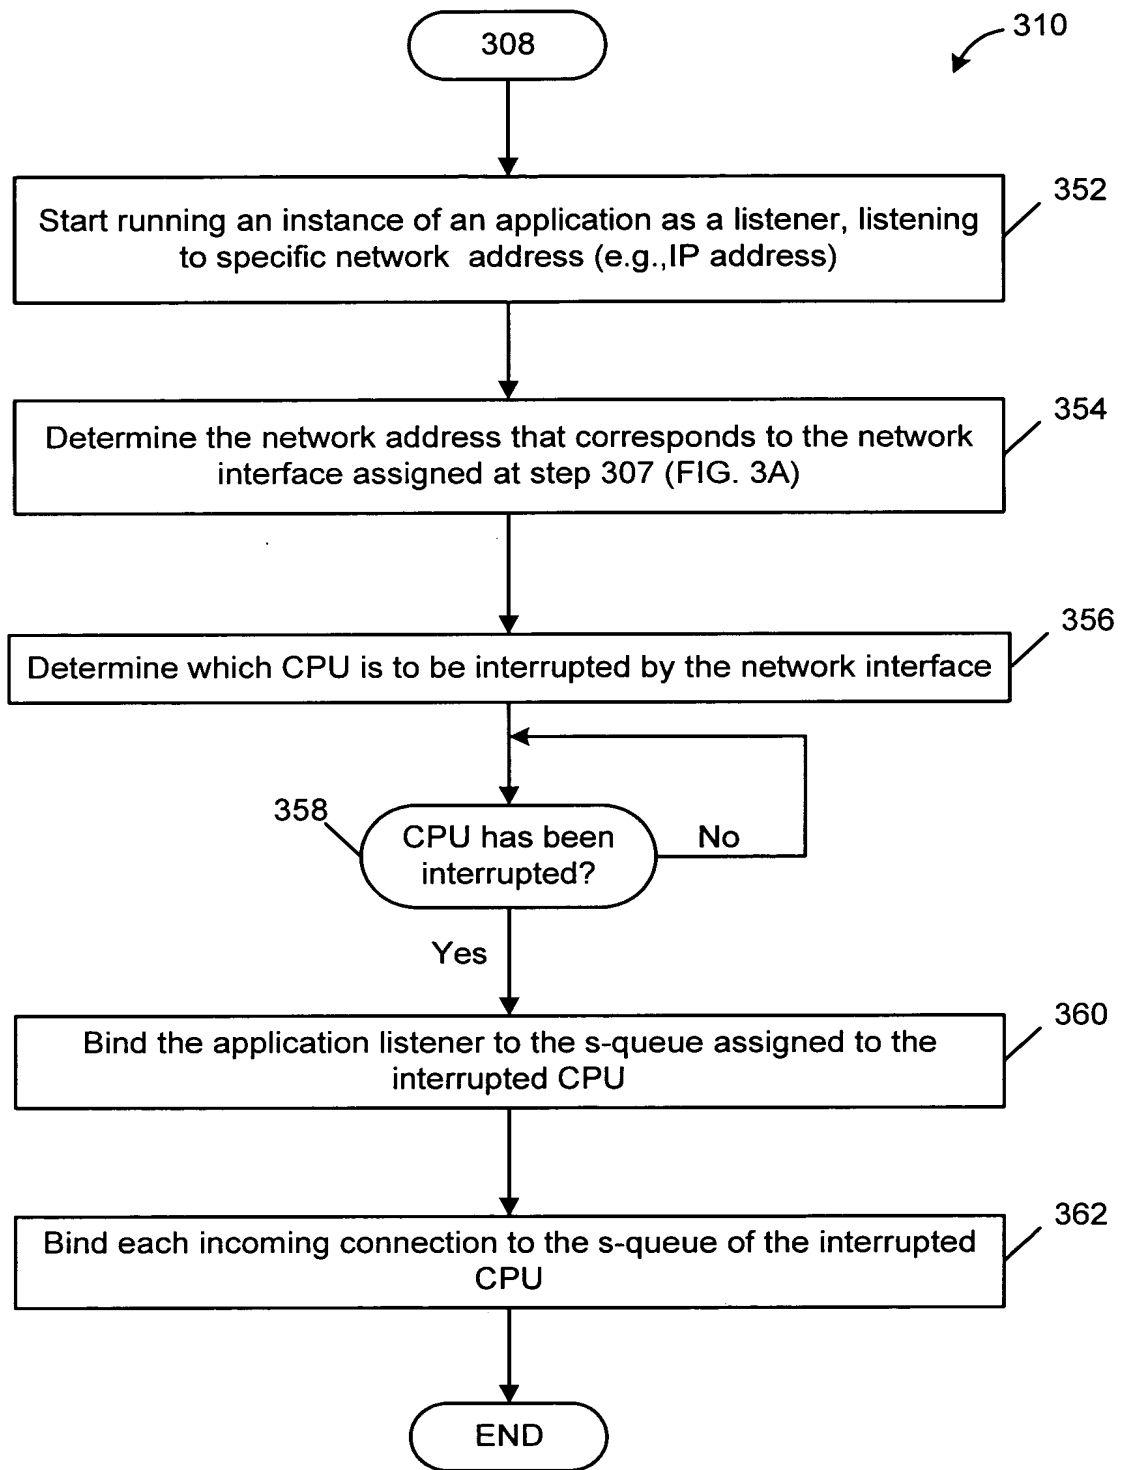 308
310
352
Start running an instance of an application as a listener, listening
to specific network address (e.g.,IP address)
354
Determine the network address that corresponds to the network
interface assigned at step 307 (FIG. 3A)
356
Determine which CPU is to be interrupted by the network interface
358
CPU has been
interrupted?
No
Yes
360
Bind the application listener to the s-queue assigned to the
interrupted CPU
362
Bind each incoming connection to the s-queue of the interrupted
CPU
END